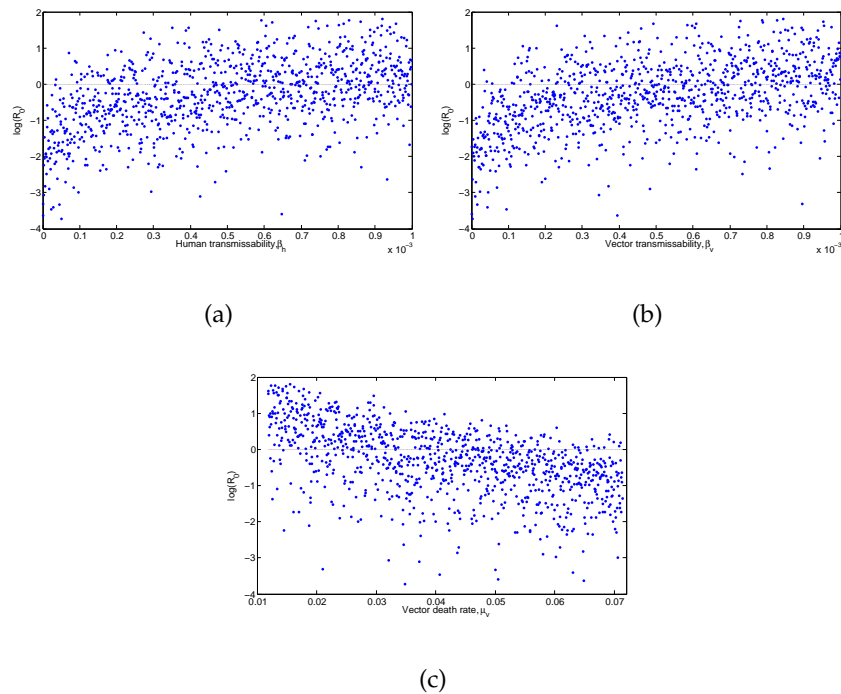 2
1
0
−1
−2
−3
−4
log(R0)
0 0.1 0.2 0.3 0.4 0.5 0.6 0.7 0.8 0.9 1
Human transmissability,βh
x 10−3
(a)
2
1
0
−1
−2
−3
−4
log(R0)
0 0.1 0.2 0.3 0.4 0.5 0.6 0.7 0.8 0.9 1
Vector transmissability,βv
x 10−3
(b)
2
1
0
−1
−2
−3
−4
log(R0)
0.01 0.02 0.03 0.04 0.05 0.06 0.07
Vector death rate,μv
(c)